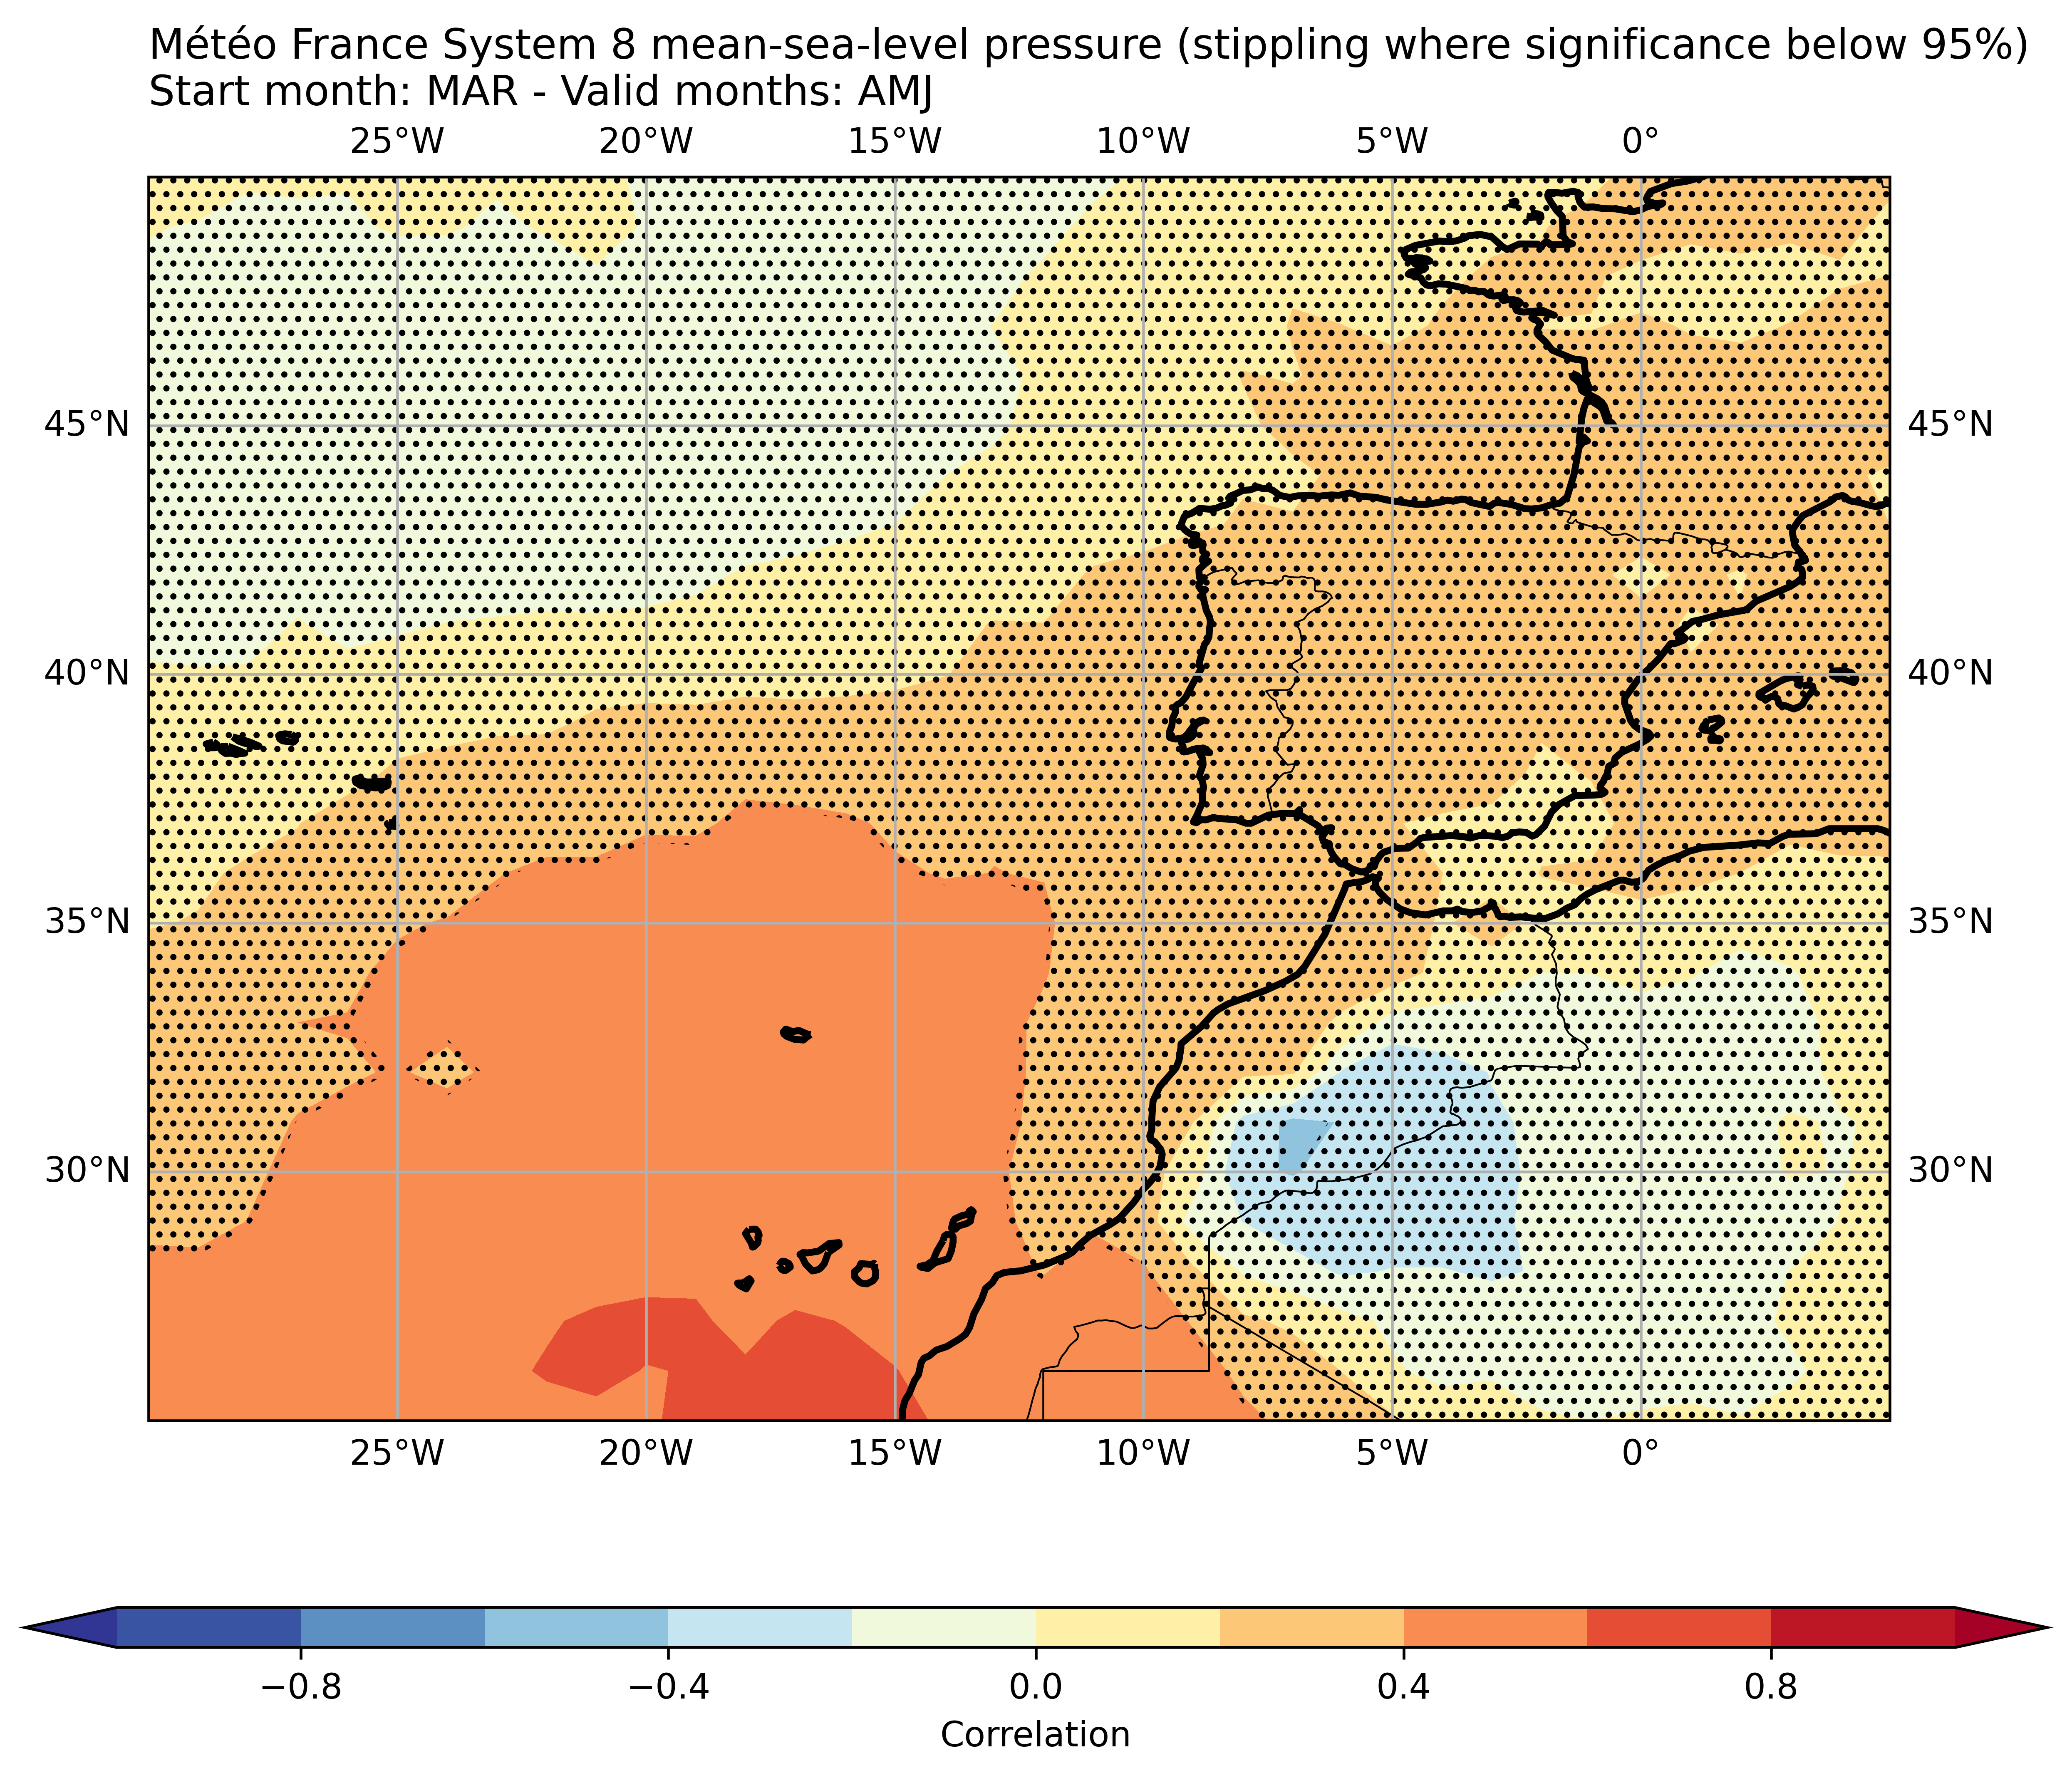 Météo France System 8 mean-sea-level pressure (stippling where significance below 95%)
Start month: MAR - Valid months: AMJ
25°W 20°W 15°W 10°W 5°W 0°
45°N 45°N
40°N 40°N
35°N 35°N
30°N 30°N
25°W 20°W 15°W 10°W 5°W 0°
−0.8 −0.4 0.0 0.4 0.8
Correlation